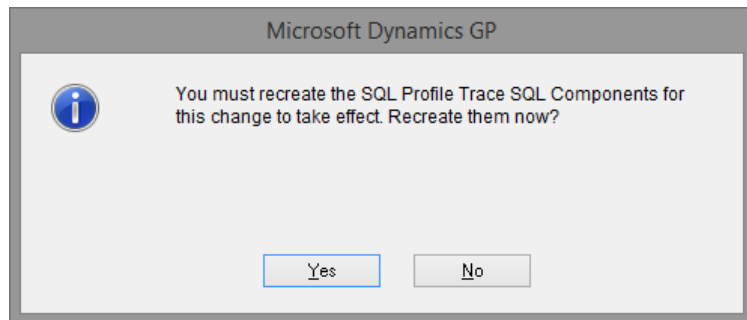 Microsoft Dynamics GP
You must recreate the SQL Profile Trace SQL Components for
this change to take effect. Recreate them now?
Yes
No